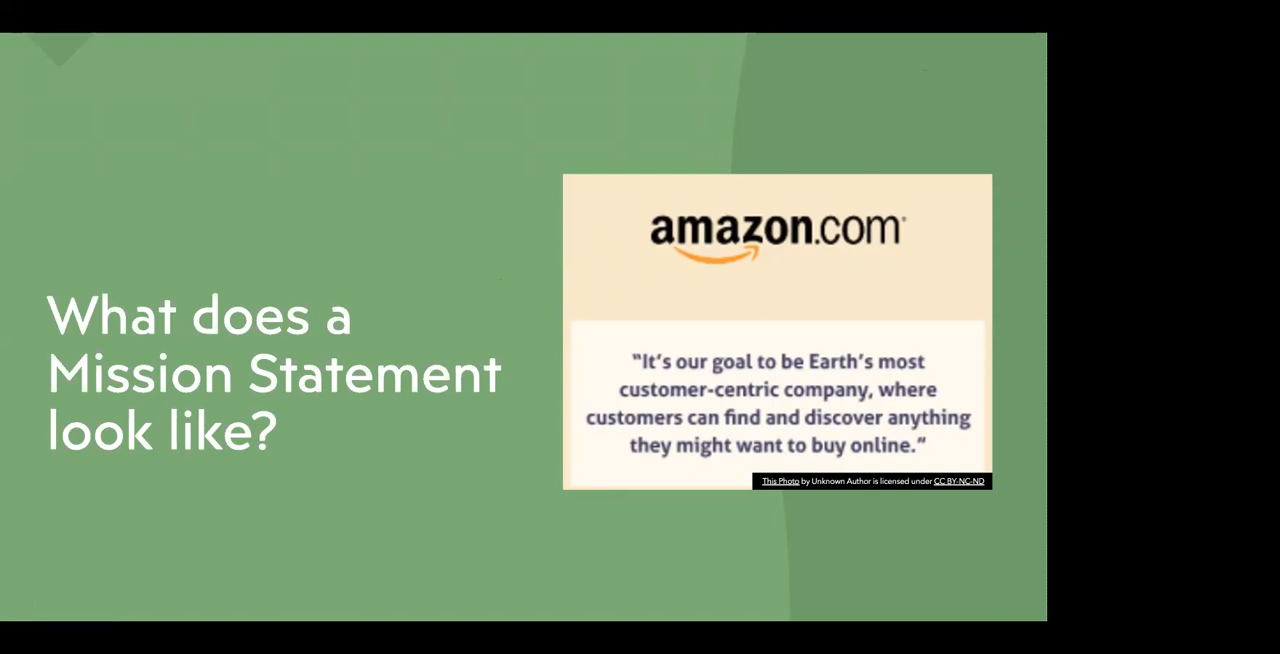 What does a
Mission Statement
look like?
amazon.com
“It’s our goal to be Earth’s most
customer-centric company, where
customers can find and discover anything
they might want to buy online.”
This Photo by Unknown Author is licensed under CC BY-NC-ND